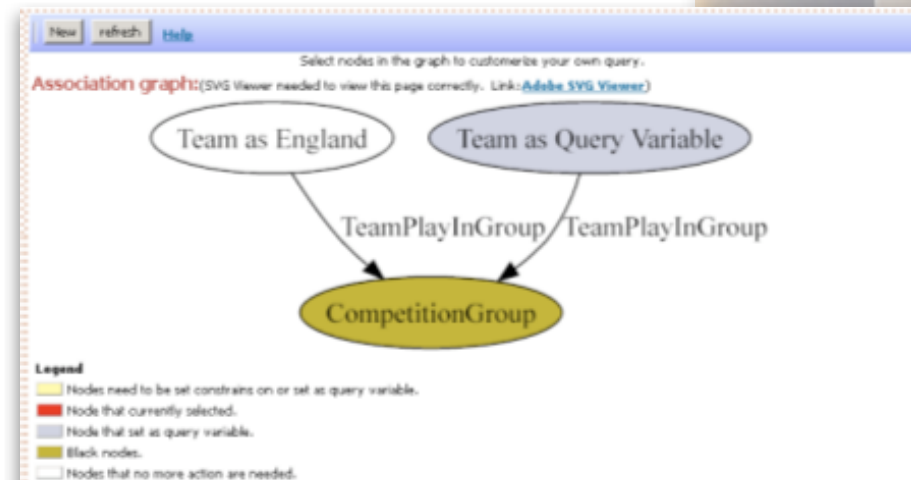 New refresh Help
Select nodes in the graph to customerize your own query.
Association graph:(SVG Viewer needed to view this page correctly. Link:Adobe SVG Viewer)
Team as England Team as Query Variable
TeamPlayInGroup TeamPlayInGroup
CompetitionGroup
Legend
Nodes need to be set constrains on or set as query variable.
Node that currently selected.
Node that set as query variable.
Black nodes.
Nodes that no more action are needed.